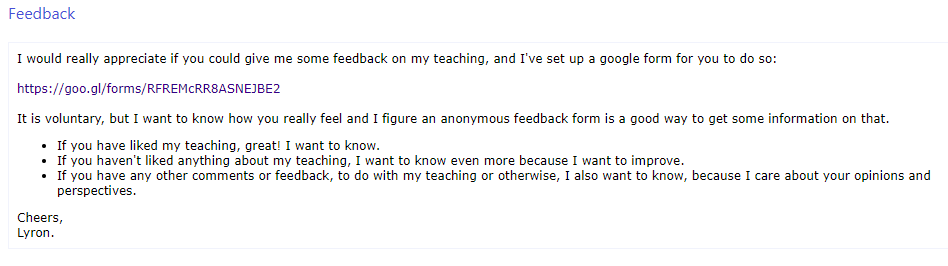 Feedback
I would really appreciate if you could give me some feedback on my teaching, and I've set up a google form for you to do so:
https://goo.gl/forms/RFREMcRR8ASNEJBE2
It is voluntary, but I want to know how you really feel and I figure an anonymous feedback form is a good way to get some information on that.
• If you have liked my teaching, great! I want to know.
• If you haven't liked anything about my teaching, I want to know even more because I want to improve.
• If you have any other comments or feedback, to do with my teaching or otherwise, I also want to know, because I care about your opinions and
perspectives.
Cheers,
Lyron.